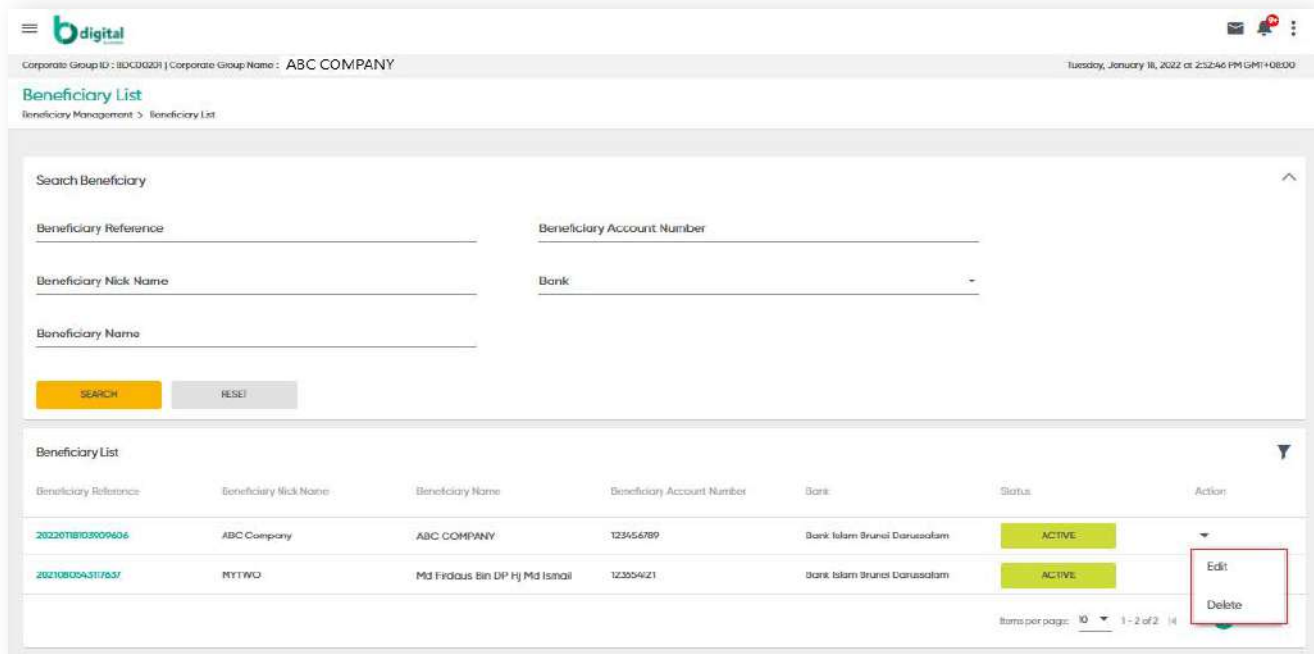 b digital
9+
Corporate Group ID : BDC00201 | Corporate Group Name : ABC COMPANY
Tuesday, January 18, 2022 at 2:52:46 PM GMT+08:00
Beneficiary List
Beneficiary Management > Beneficiary List
Search Beneficiary
Beneficiary Reference Beneficiary Account Number
Beneficiary Nick Name Bank
Beneficiary Name
SEARCH RESET
Beneficiary List
Beneficiary Reference Beneficiary Nick Name Beneficiary Name Beneficiary Account Number Bank Status Action
20220118103909606 ABC Company ABC COMPANY 123456789 Bank Islam Brunei Darussalam ACTIVE
Edit
MYTWO Md Firdaus Bin DP Hj Md Ismail Bank Islam Brunei Darussalam ACTIVE
Delete
Items per page: 10 1 - 2 of 2